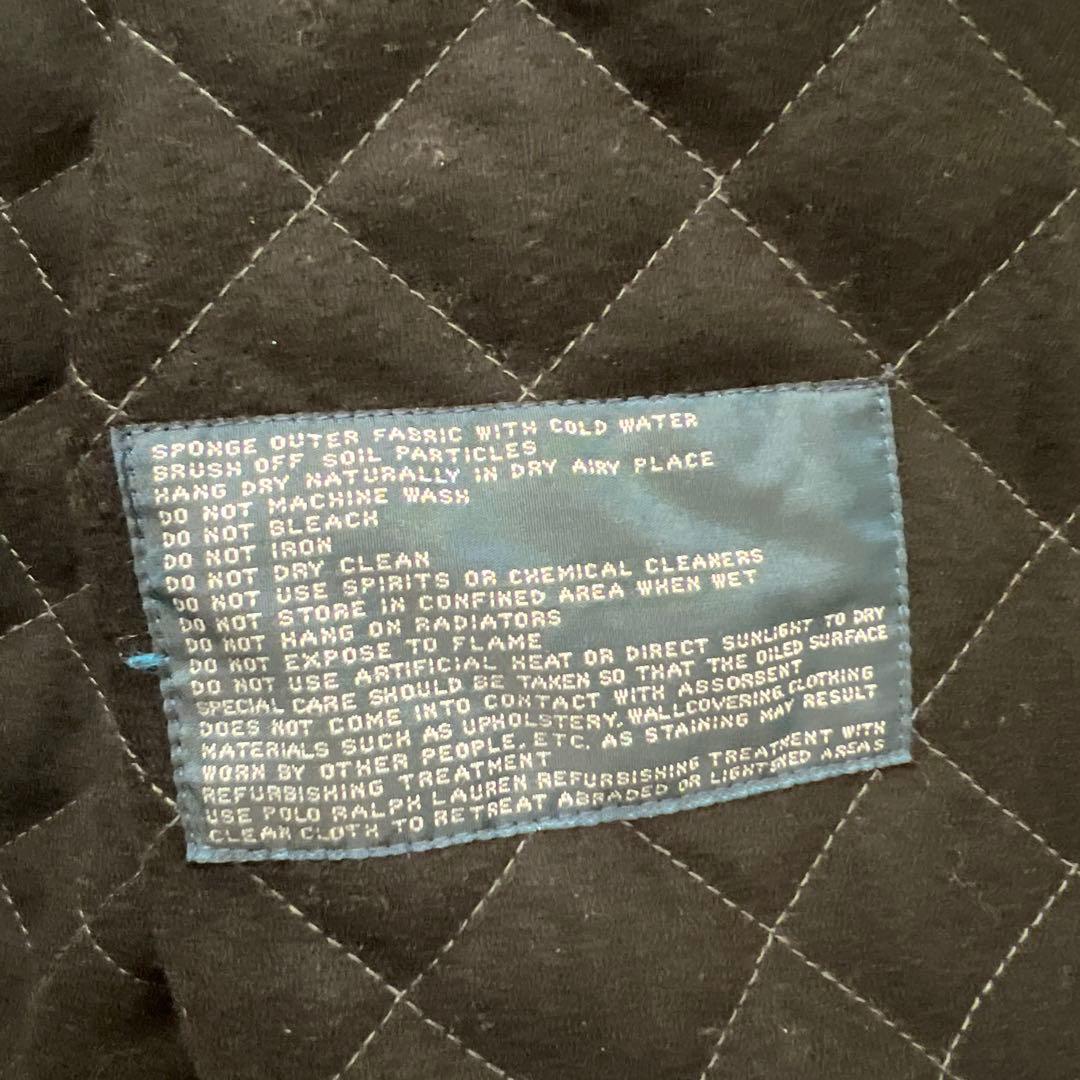 SPONGE OUTER FABRIC WITH COLD WATER
BRUSH OFF SOIL PARTICLES
HANG DRY NATURALLY IN DRY AIRY PLACE
DO NOT MACHINE WASH
DO NOT BLEACH
DO NOT IRON
DO NOT DRY CLEAN
DO NOT USE SPIRITS OR CHEMICAL CLEANERS
DO NOT STORE IN CONFINED AREA WHEN WET
DO NOT HANG ON RADIATORS
DO NOT EXPOSE TO FLAME
DO NOT USE ARTIFICIAL HEAT OR DIRECT SUNLIGHT TO DRY
SPECIAL CARE SHOULD BE TAKEN SO THAT THE OILED SURFACE
DOES NOT COME INTO CONTACT WITH ABSORBENT
MATERIALS SUCH AS UPHOLSTERY, WALLCOVERING, CLOTHING
WORN BY OTHER PEOPLE, ETC. AS STAINING MAY RESULT
REFURBISHING TREATMENT
USE POLO RALPH LAUREN REFURBISHING TREATMENT WITH
CLEAN CLOTH TO RETREAT ABRADED OR LIGHTENED AREAS